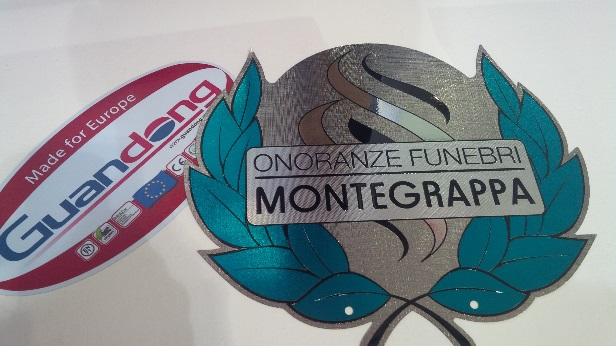 Made for Europe
Guandong
ONORANZE FUNEBRI
MONTEGRAPPA